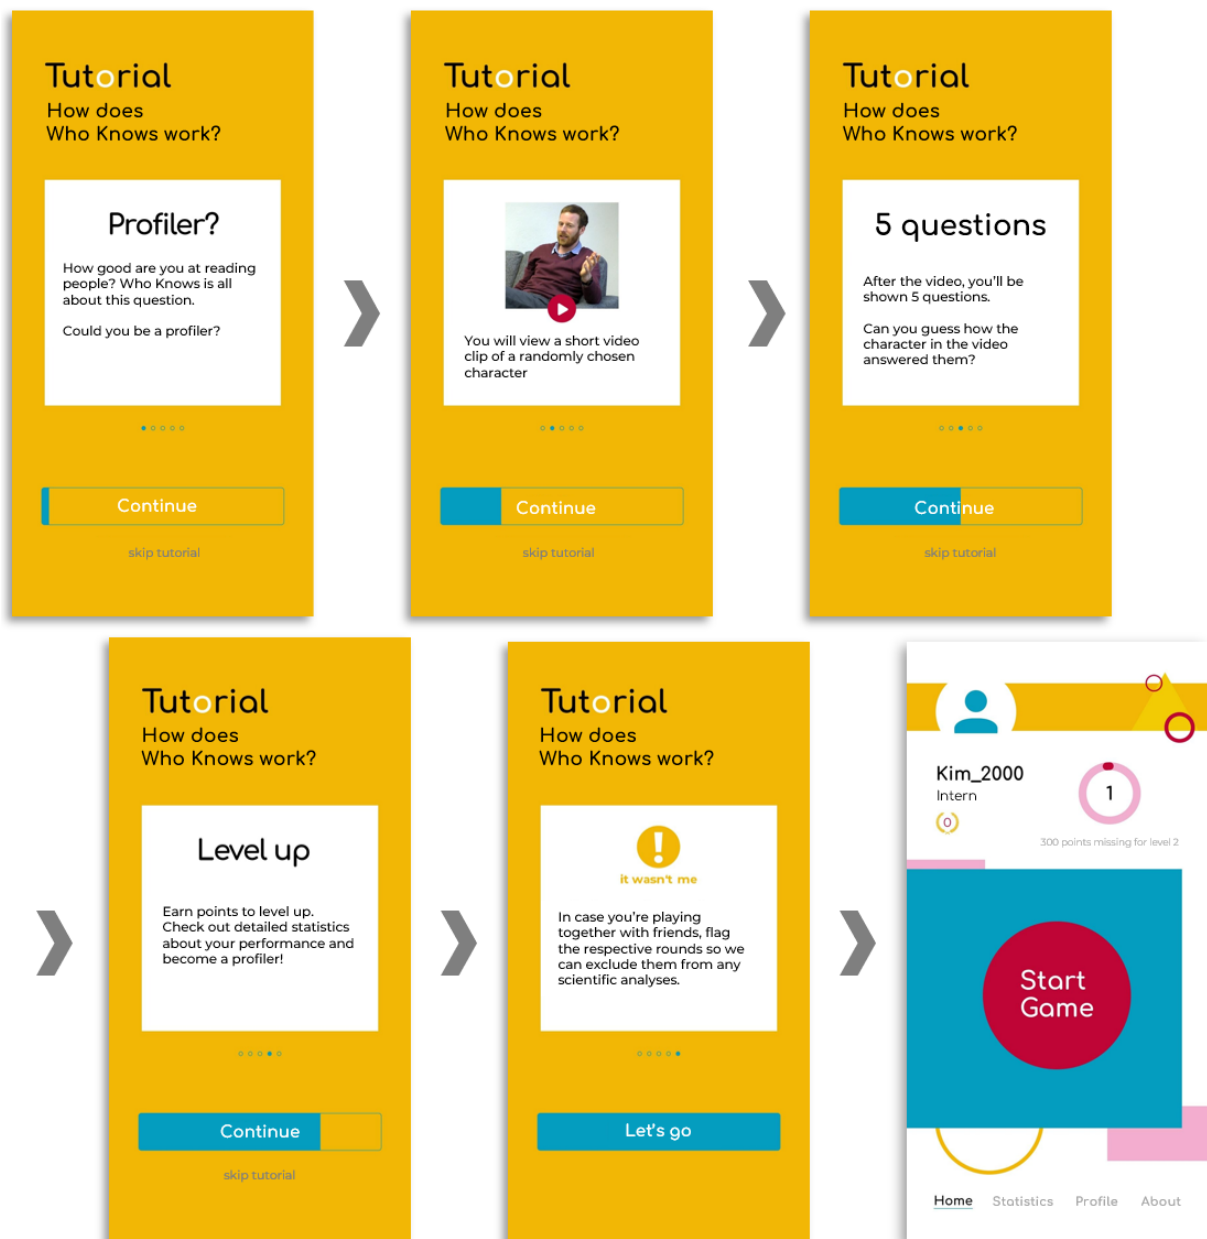 Tutorial
How does
Who Knows work?
Profiler?
How good are you at reading
people? Who Knows is all
about this question.
Could you be a profiler?
Continue
skip tutorial
Tutorial
How does
Who Knows work?
You will view a short video
clip of a randomly chosen
character
Continue
skip tutorial
Tutorial
How does
Who Knows work?
5 questions
After the video, you'll be
shown 5 questions.
Can you guess how the
character in the video
answered them?
Continue
skip tutorial
Tutorial
How does
Who Knows work?
Level up
Earn points to level up.
Check out detailed statistics
about your performance and
become a profiler!
Continue
skip tutorial
Tutorial
How does
Who Knows work?
!
it wasn't me
In case you're playing
together with friends, flag
the respective rounds so we
can exclude them from any
scientific analyses.
Let's go
Kim_2000
Intern
0
1
300 points missing for level 2
Start
Game
Home Statistics Profile About